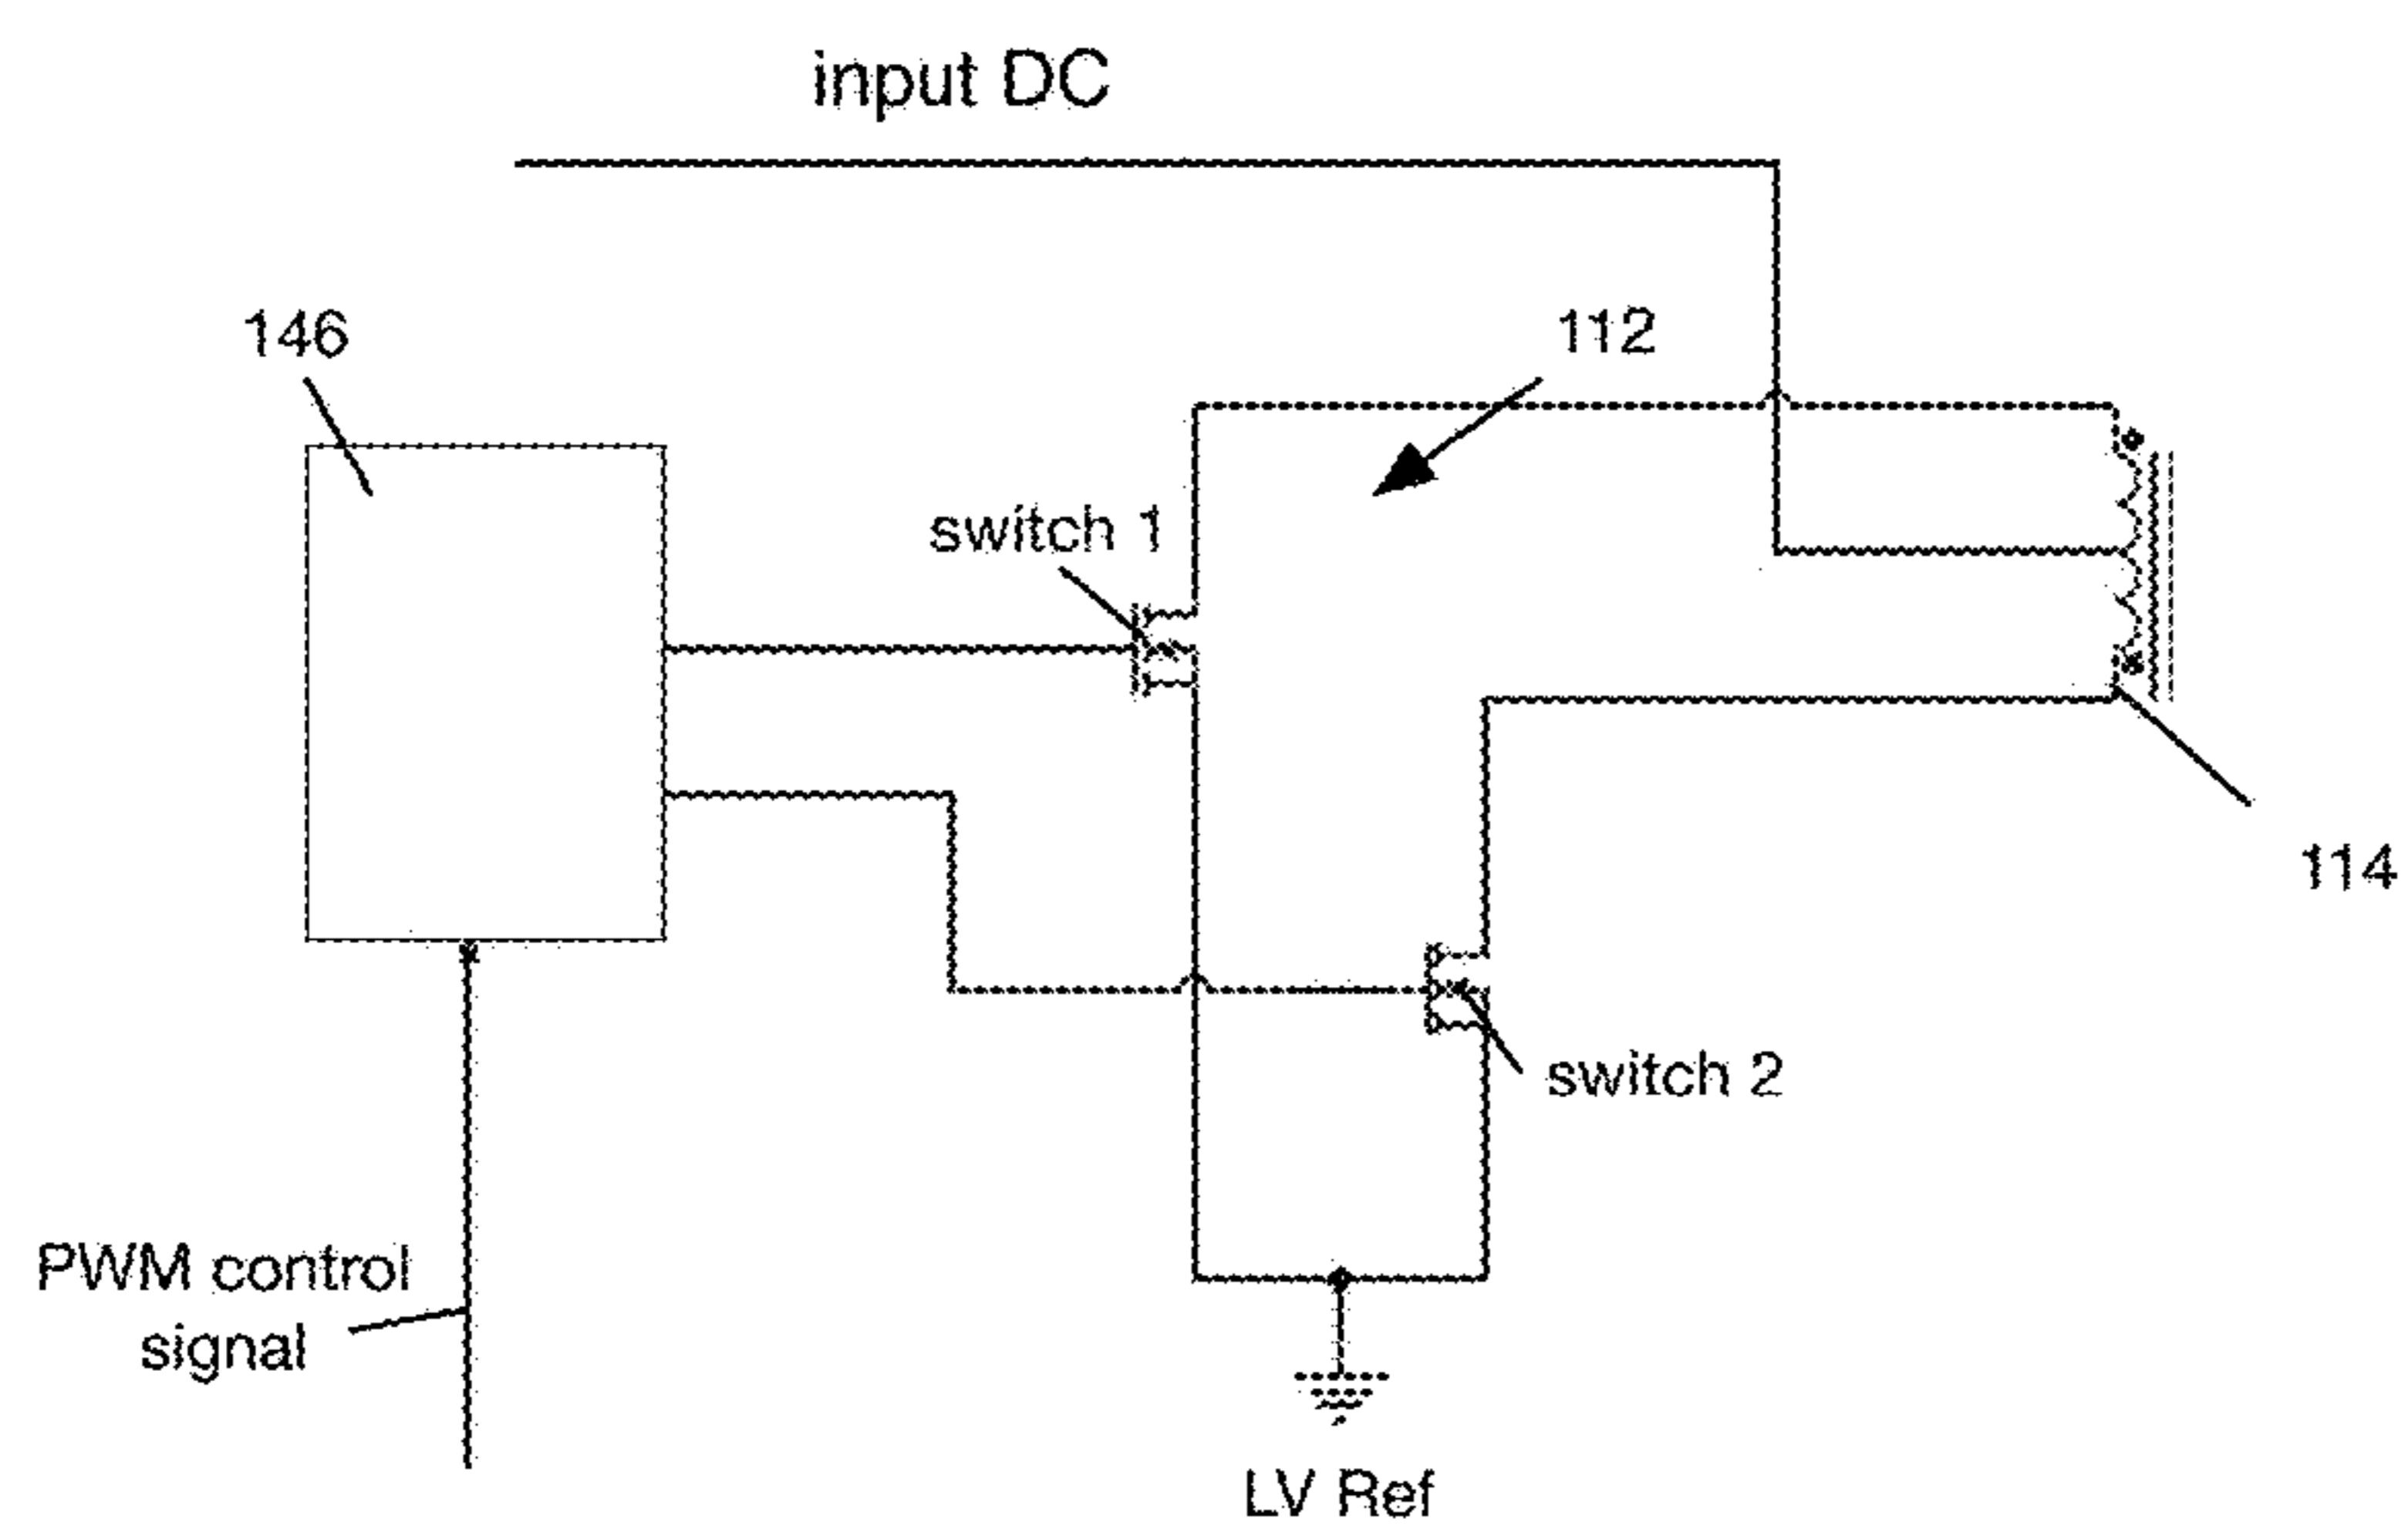 input DC
146
112
switch 1
114
switch 2
PWM control
signal
LV Ref